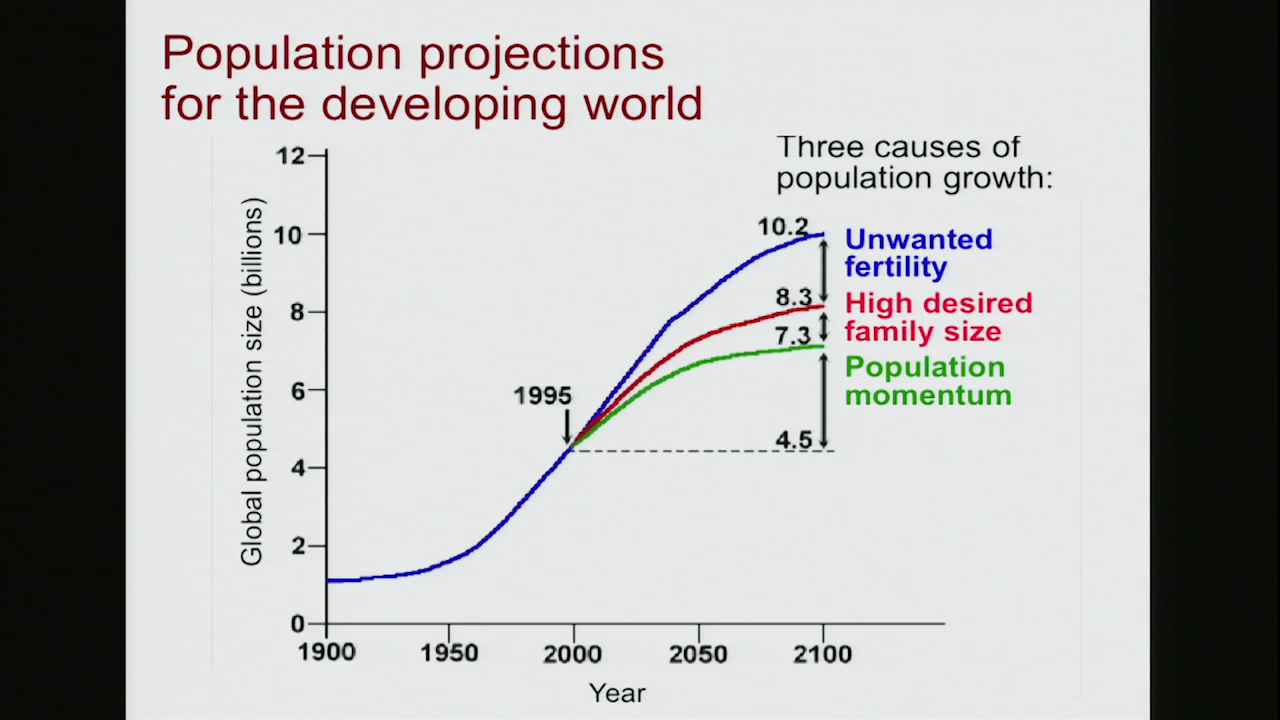 Population projections
for the developing world
Three causes of
population growth:
12
10
8
6
4
2
0
Global population size (billions)
1995
10.2
8.3
7.3
4.5
Unwanted
fertility
High desired
family size
Population
momentum
1900
1950
2000
2050
2100
Year